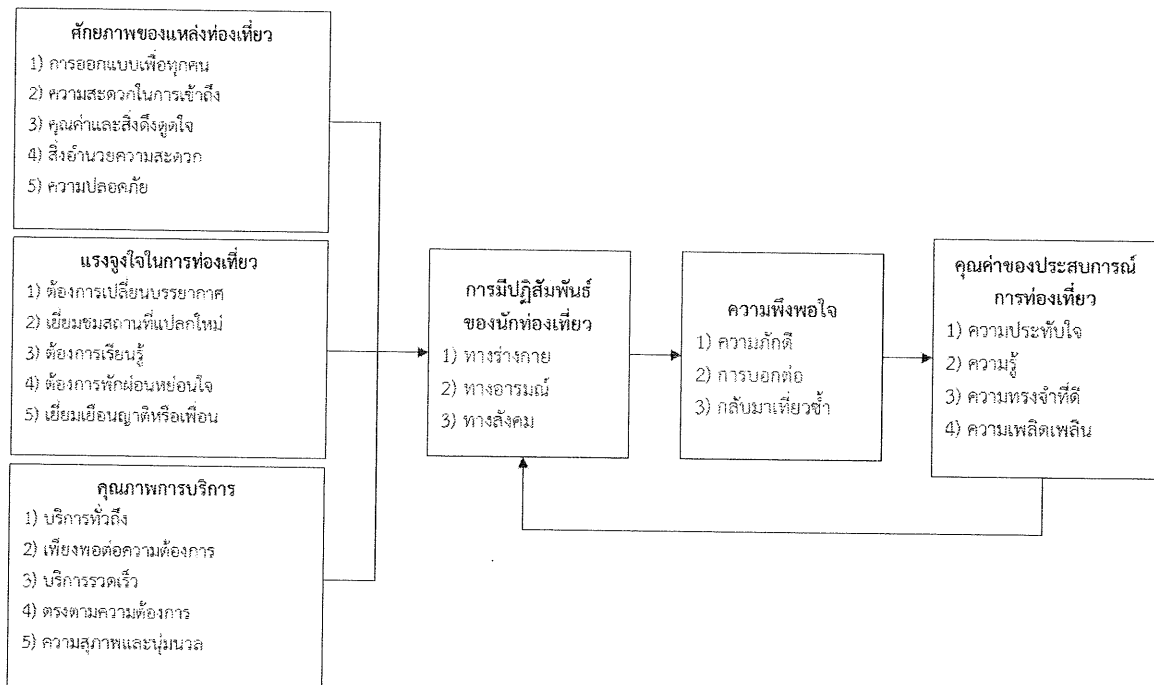 ศักยภาพของแหล่งท่องเที่ยว
1) การออกแบบเพื่อทุกคน
2) ความสะดวกในการเข้าถึง
3) คุณค่าและสิ่งดึงดูดใจ
4) สิ่งอำนวยความสะดวก
5) ความปลอดภัย
แรงจูงใจในการท่องเที่ยว
1) ต้องการเปลี่ยนบรรยากาศ
2) เยี่ยมชมสถานที่แปลกใหม่
3) ต้องการเรียนรู้
4) ต้องการพักผ่อนหย่อนใจ
5) เยี่ยมเยือนญาติหรือเพื่อน
คุณภาพการบริการ
1) บริการทั่วถึง
2) เพียงพอต่อความต้องการ
3) บริการรวดเร็ว
4) ตรงตามความต้องการ
5) ความสุภาพและนุ่มนวล
การมีปฏิสัมพันธ์
ของนักท่องเที่ยว
1) ทางร่างกาย
2) ทางอารมณ์
3) ทางสังคม
ความพึงพอใจ
1) ความภักดี
2) การบอกต่อ
3) กลับมาเที่ยวซ้ำ
คุณค่าของประสบการณ์
การท่องเที่ยว
1) ความประทับใจ
2) ความรู้
3) ความทรงจำที่ดี
4) ความเพลิดเพลิน